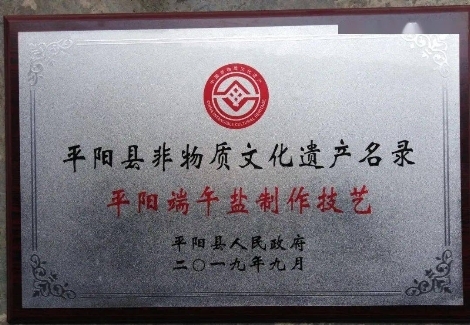 平阳县非物质文化遗产名录
平阳端午盐制作技艺
平阳县人民政府
二〇一九年九月